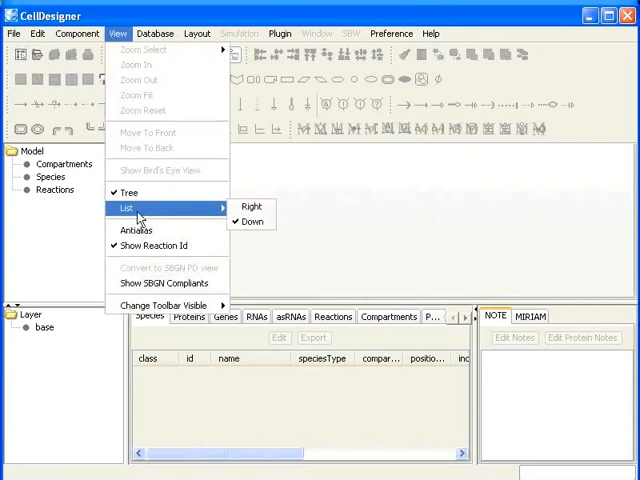 CellDesigner
File Edit Component View Database Layout Simulation Plugin Window SBW Preference Help
Zoom Select
Zoom In
Zoom Out
Zoom Fit
Zoom Reset
Move To Front
Move To Back
Show Bird's Eye View
Tree
List
Right
Down
Antialias
Show Reaction Id
Convert to SBGN PD view
Show SBGN Compliants
Change Toolbar Visible
Model
Compartments
Species
Reactions
Layer
base
Species Proteins Genes RNAs asRNAs Reactions Compartments P...
Edit Export
class id name speciesType compar... positio... inc
NOTE MIRIAM
Edit Notes Edit Protein Notes